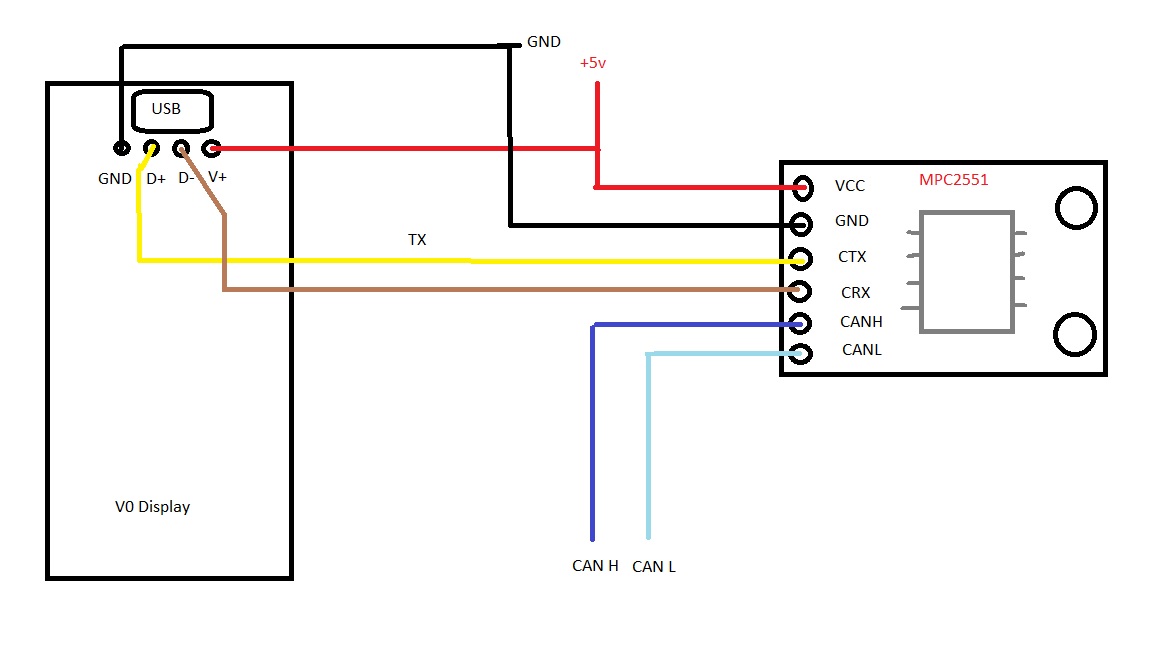 GND
+5v
USB
GND D+ D- V+
MPC2551
VCC
GND
TX
CTX
CRX
CANH
CANL
V0 Display
CAN H CAN L